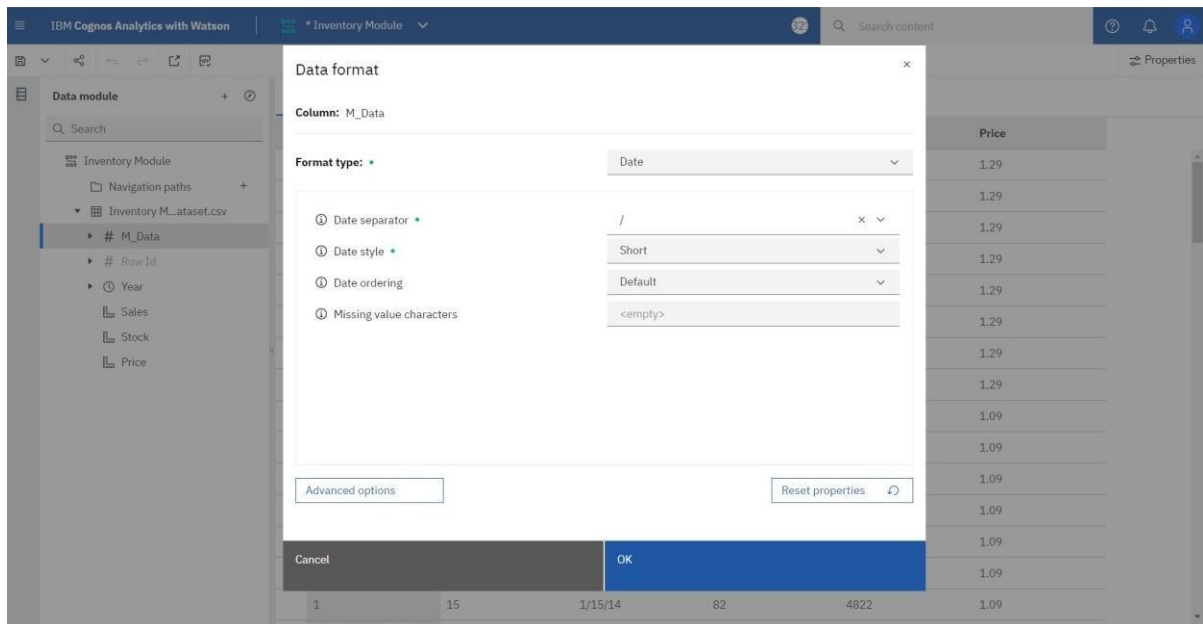 IBM Cognos Analytics with Watson
* Inventory Module
32
Search content
Properties
Data module
Search
Inventory Module
Navigation paths
Inventory M...ataset.csv
# M_Data
# Row Id
Year
Sales
Stock
Price
Data format
Column: M_Data
Format type:
Date
Date separator
/
Date style
Short
Date ordering
Default
Missing value characters
<empty>
Advanced options
Reset properties
Cancel
OK
Price
1.29
1.29
1.29
1.29
1.29
1.29
1.29
1.29
1.09
1.09
1.09
1.09
1.09
1.09
1 15 1/15/14 82 4822 1.09